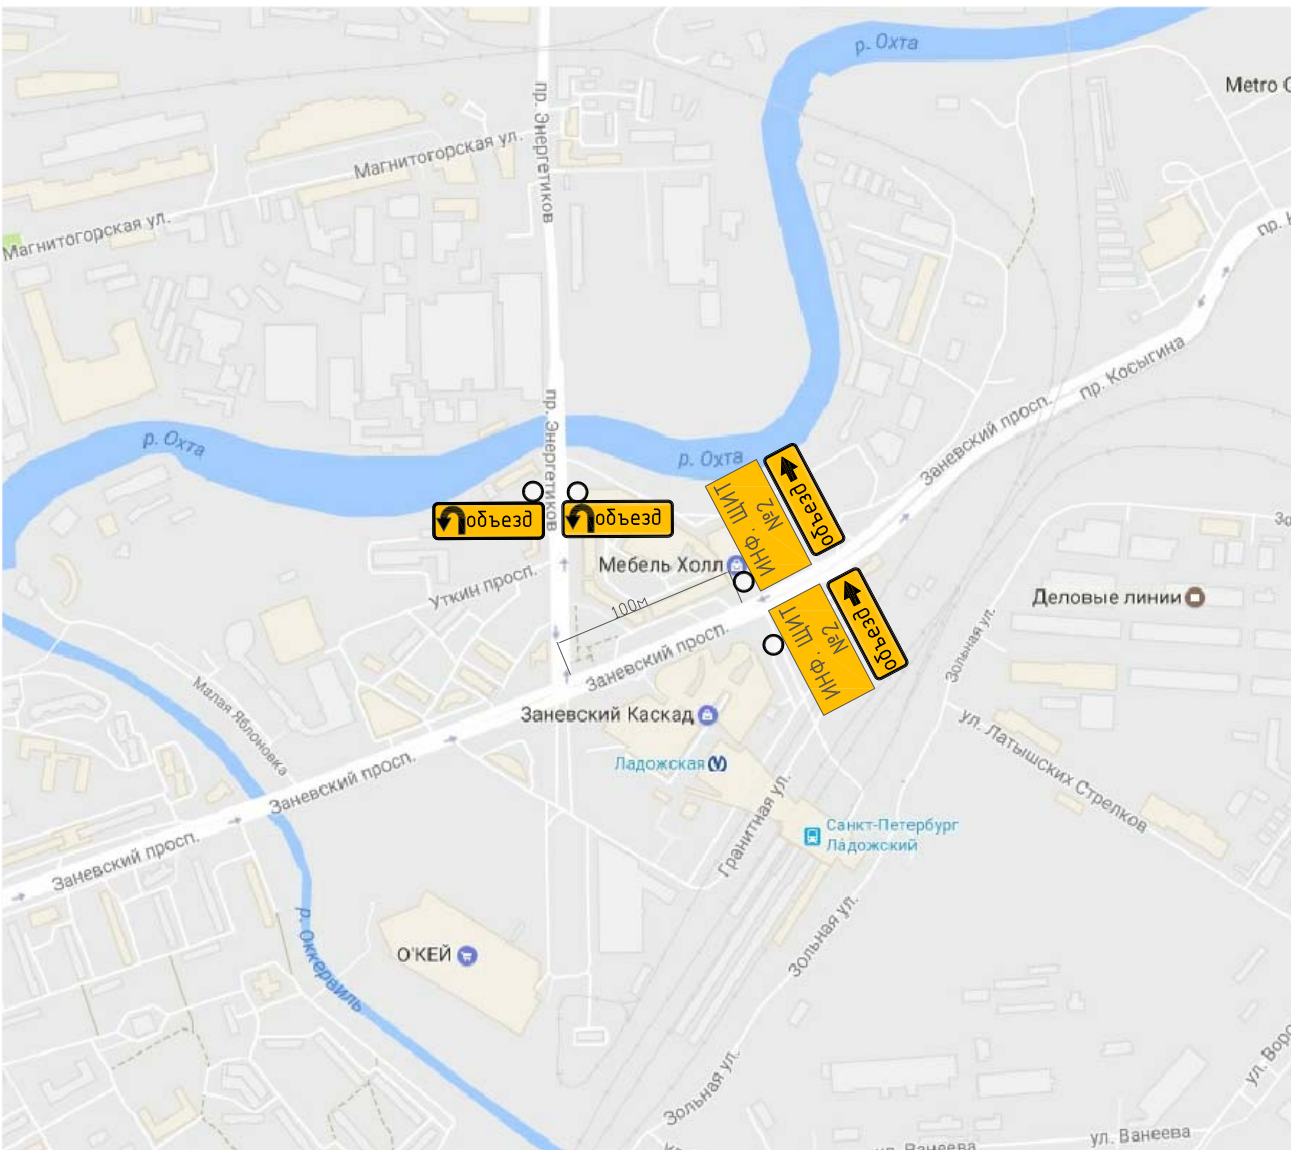 р. Охта
Metro
пр. Энергетиков
Магнитогорская ул.
Магнитогорская ул.
пр.
пр. Косыгина
Заневский просп.
пр. Энергетиков
р. Охта
р. Охта
ИНФ. ЩИТ
№2
объезд
объезд
объезд
Мебель Холл
Уткин просп.
100м
ИНФ. ЩИТ
№2
объезд
Деловые линии
Зольная ул.
Заневский просп.
Малая Яблоновка
Заневский Каскад
ул. Латышских Стрелков
Ладожская
Заневский просп.
Гранитная ул.
Санкт-Петербург
Ладожский
Заневский просп.
р. Оккервиль
О'КЕЙ
Зольная ул.
Зольная ул.
ул. Ванеева
ул. Ванеева